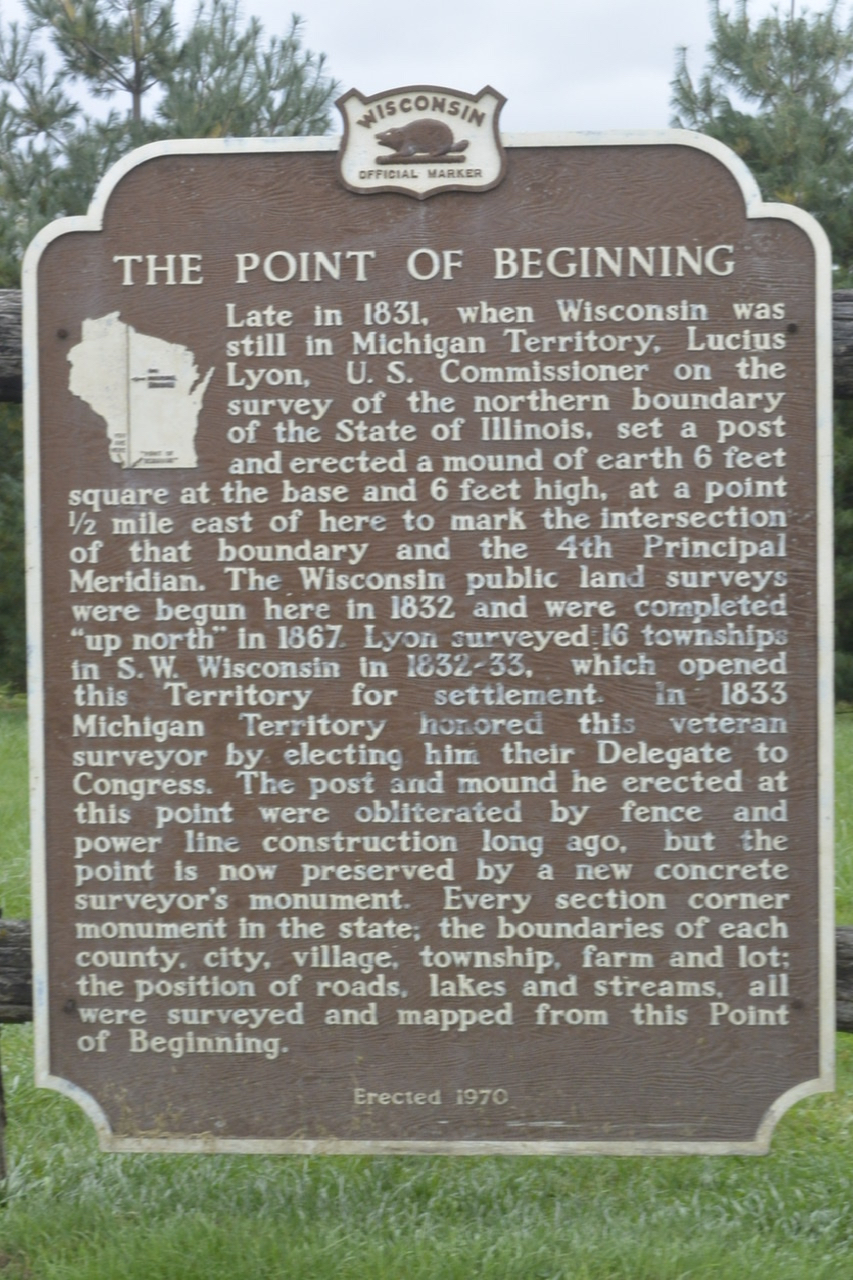 WISCONSIN
OFFICIAL MARKER
THE POINT OF BEGINNING
Late in 1831, when Wisconsin was
still in Michigan Territory, Lucius
Lyon, U. S. Commissioner on the
survey of the northern boundary
of the State of Illinois, set a post
and erected a mound of earth 6 feet
square at the base and 6 feet high, at a point
½ mile east of here to mark the intersection
of that boundary and the 4th Principal
Meridian. The Wisconsin public land surveys
were begun here in 1832 and were completed
"up north" in 1867. Lyon surveyed 16 townships
in S.W. Wisconsin in 1832-33, which opened
this Territory for settlement. In 1833
Michigan Territory honored this veteran
surveyor by electing him their Delegate to
Congress. The post and mound he erected at
this point were obliterated by fence and
power line construction long ago, but the
point is now preserved by a new concrete
surveyor's monument. Every section corner
monument in the state; the boundaries of each
county, city, village, township, farm and lot;
the position of roads, lakes and streams, all
were surveyed and mapped from this Point
of Beginning.
Erected 1970